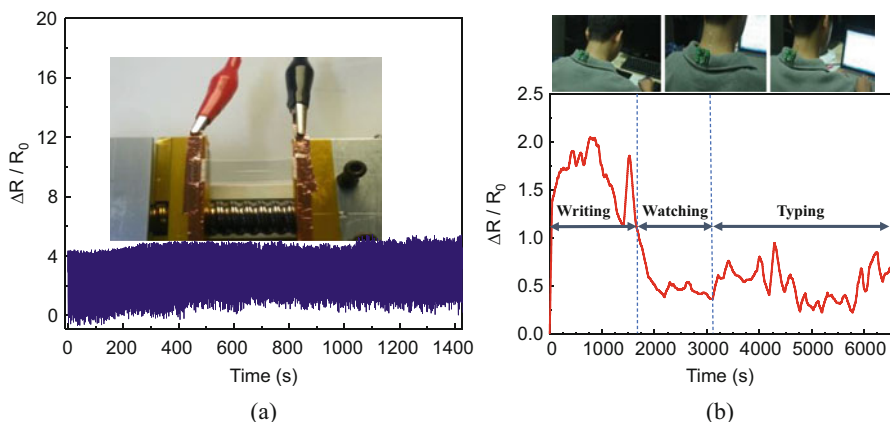 20
16
12
8
4
0
ΔR / R₀
0 200 400 600 800 1000 1200 1400
Time (s)
(a)
2.5
2.0
1.5
1.0
0.5
0.0
ΔR / R₀
Writing Watching Typing
0 1000 2000 3000 4000 5000 6000
Time (s)
(b)